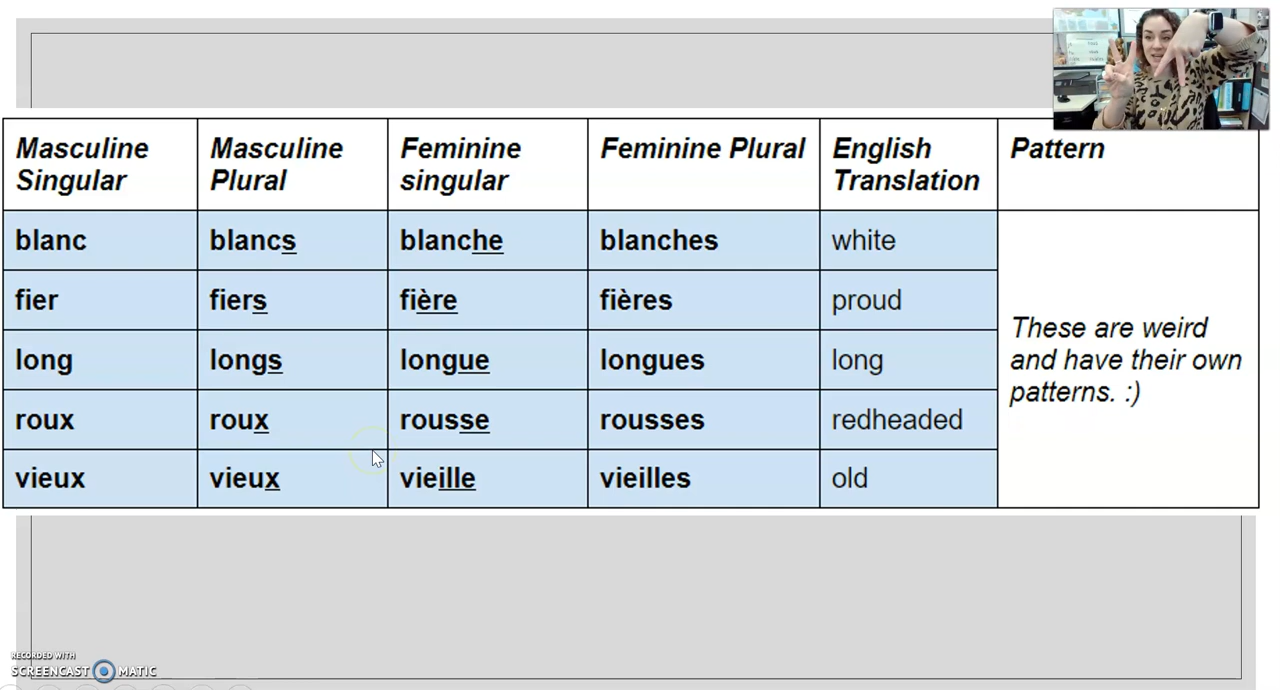 Masculine Singular
Masculine Plural
Feminine singular
Feminine Plural
English Translation
Pattern
blanc blancs blanche blanches white
fier fiers fière fières proud
long longs longue longues long
roux roux rousse rousses redheaded
vieux vieux vieille vieilles old
These are weird
and have their own
patterns. :)
RECORDED WITH
SCREENCAST MATIC